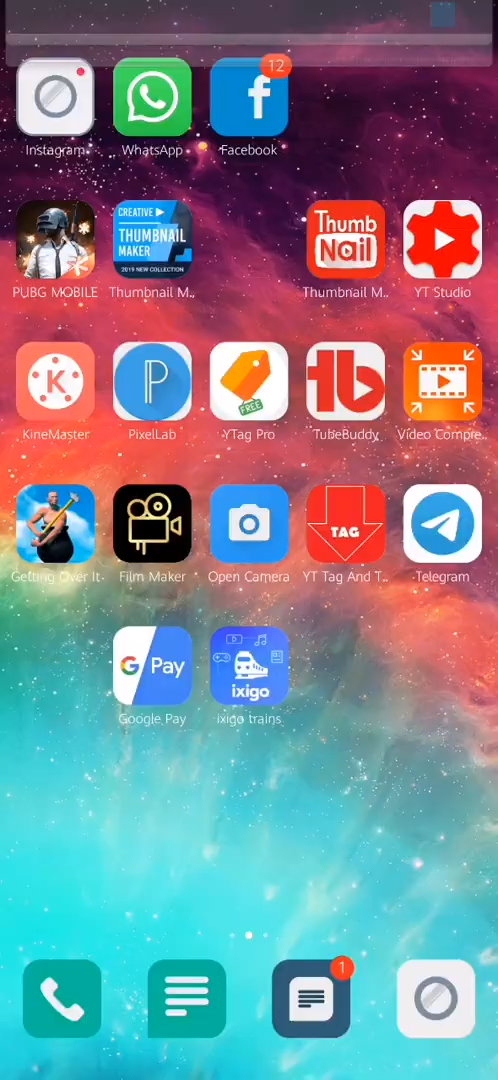 12
Instagram WhatsApp Facebook
CREATIVE
THUMBNAIL
MAKER
2019 NEW COLLECTION
Thumb
Nail
PUBG MOBILE Thumbnail M.. Thumbnail M.. YT Studio
K P FREE tb
KineMaster PixelLab YTag Pro TubeBuddy Video Compre..
TAG
Getting Over It Film Maker Open Camera YT Tag And T.. Telegram
G Pay ixigo
Google Pay ixigo trains
1